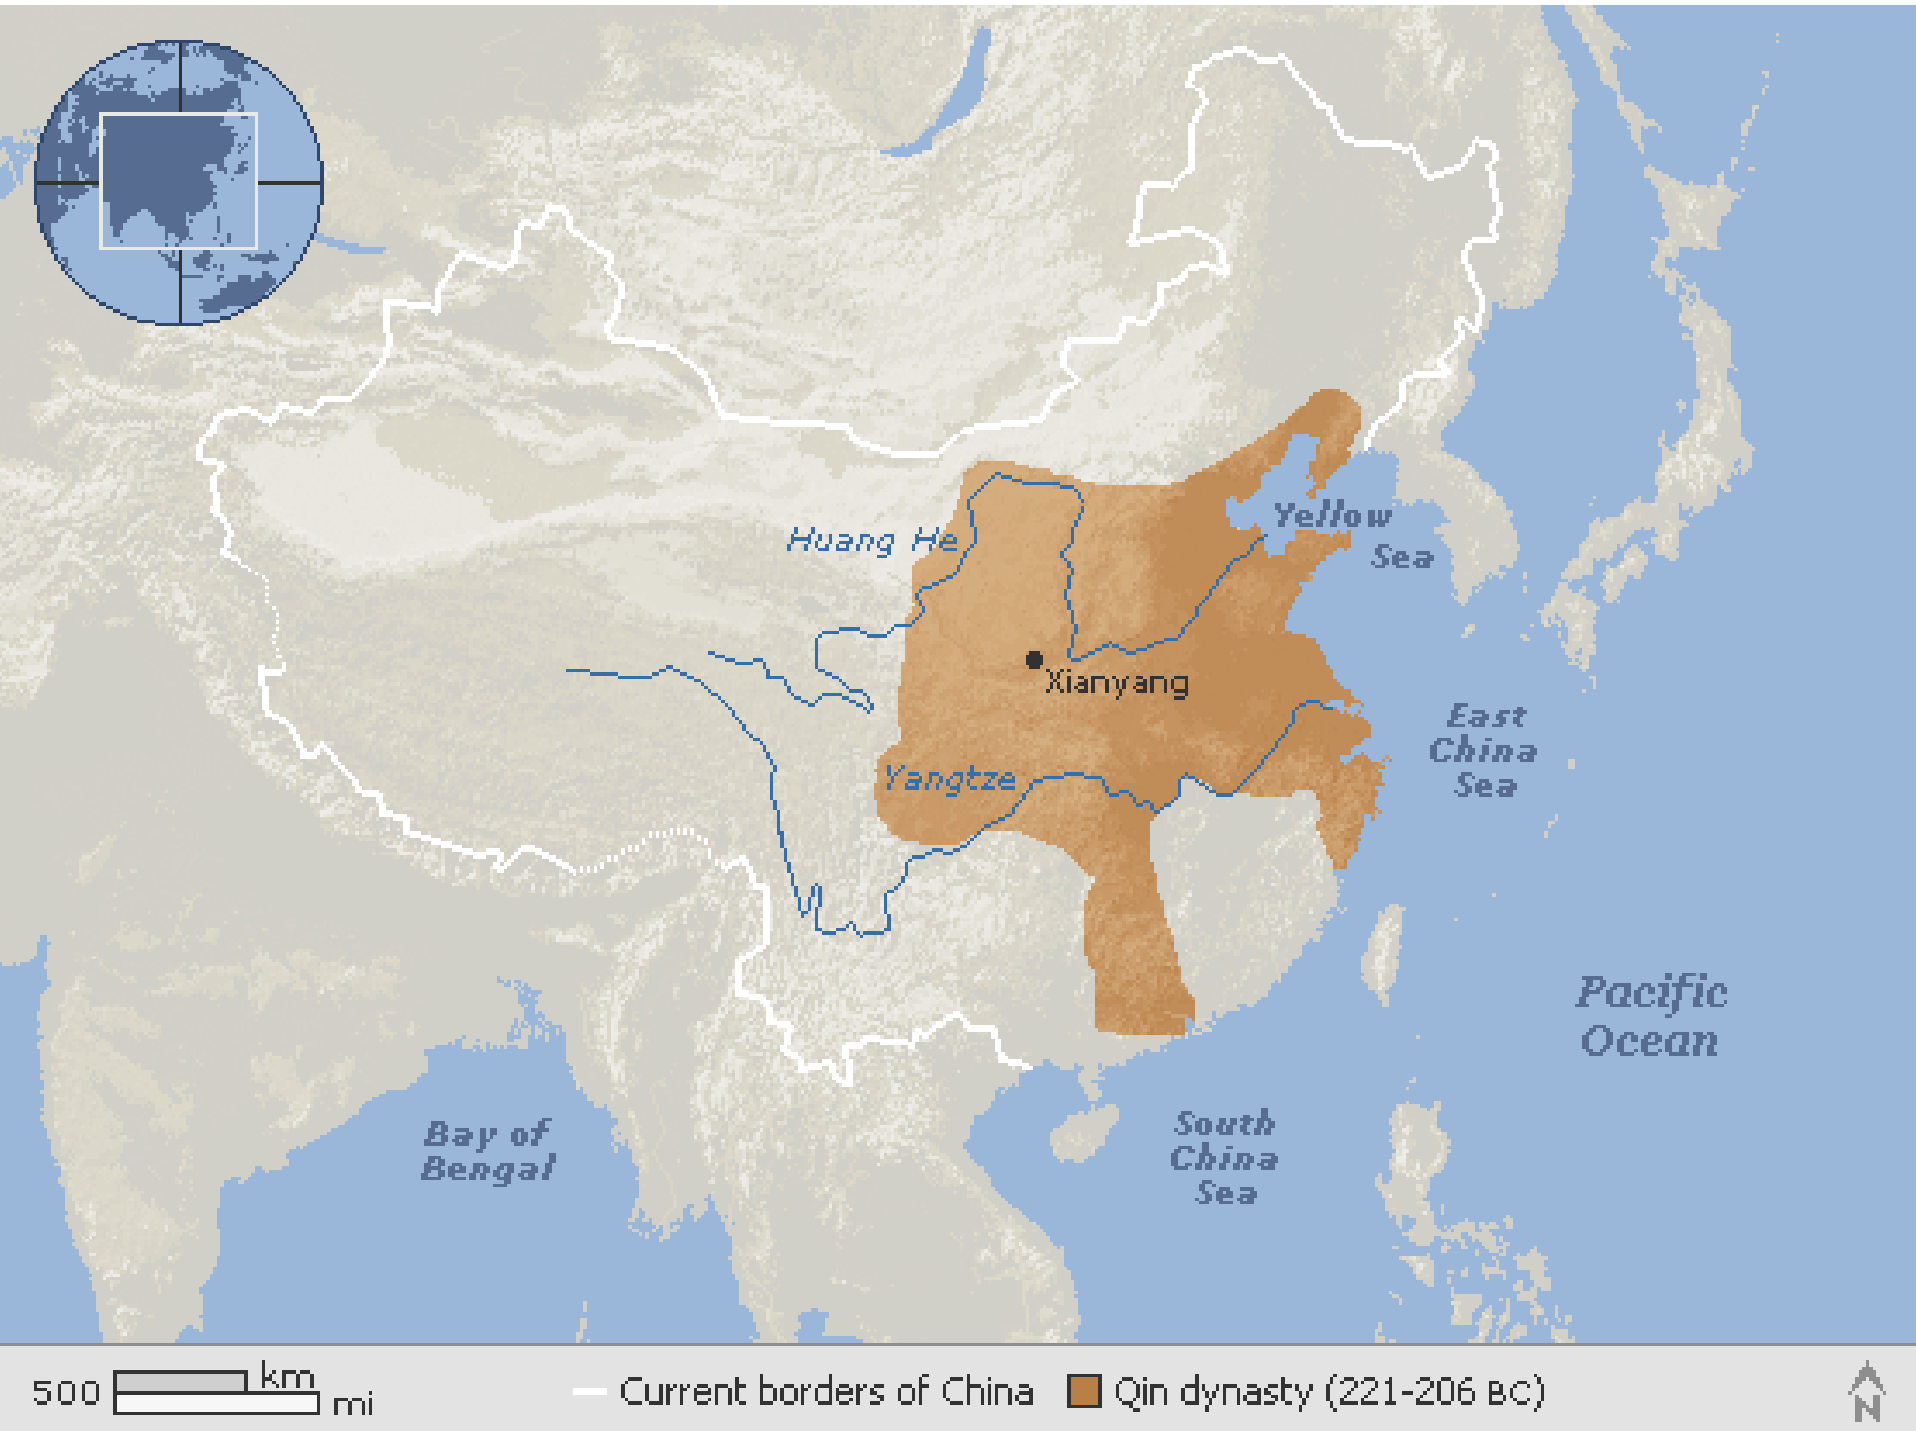 Huang He
Yellow
Sea
Xianyang
East
China
Sea
Yangtze
Pacific
Ocean
Bay of
Bengal
South
China
Sea
500 km
mi
Current borders of China
Qin dynasty (221-206 BC)
N